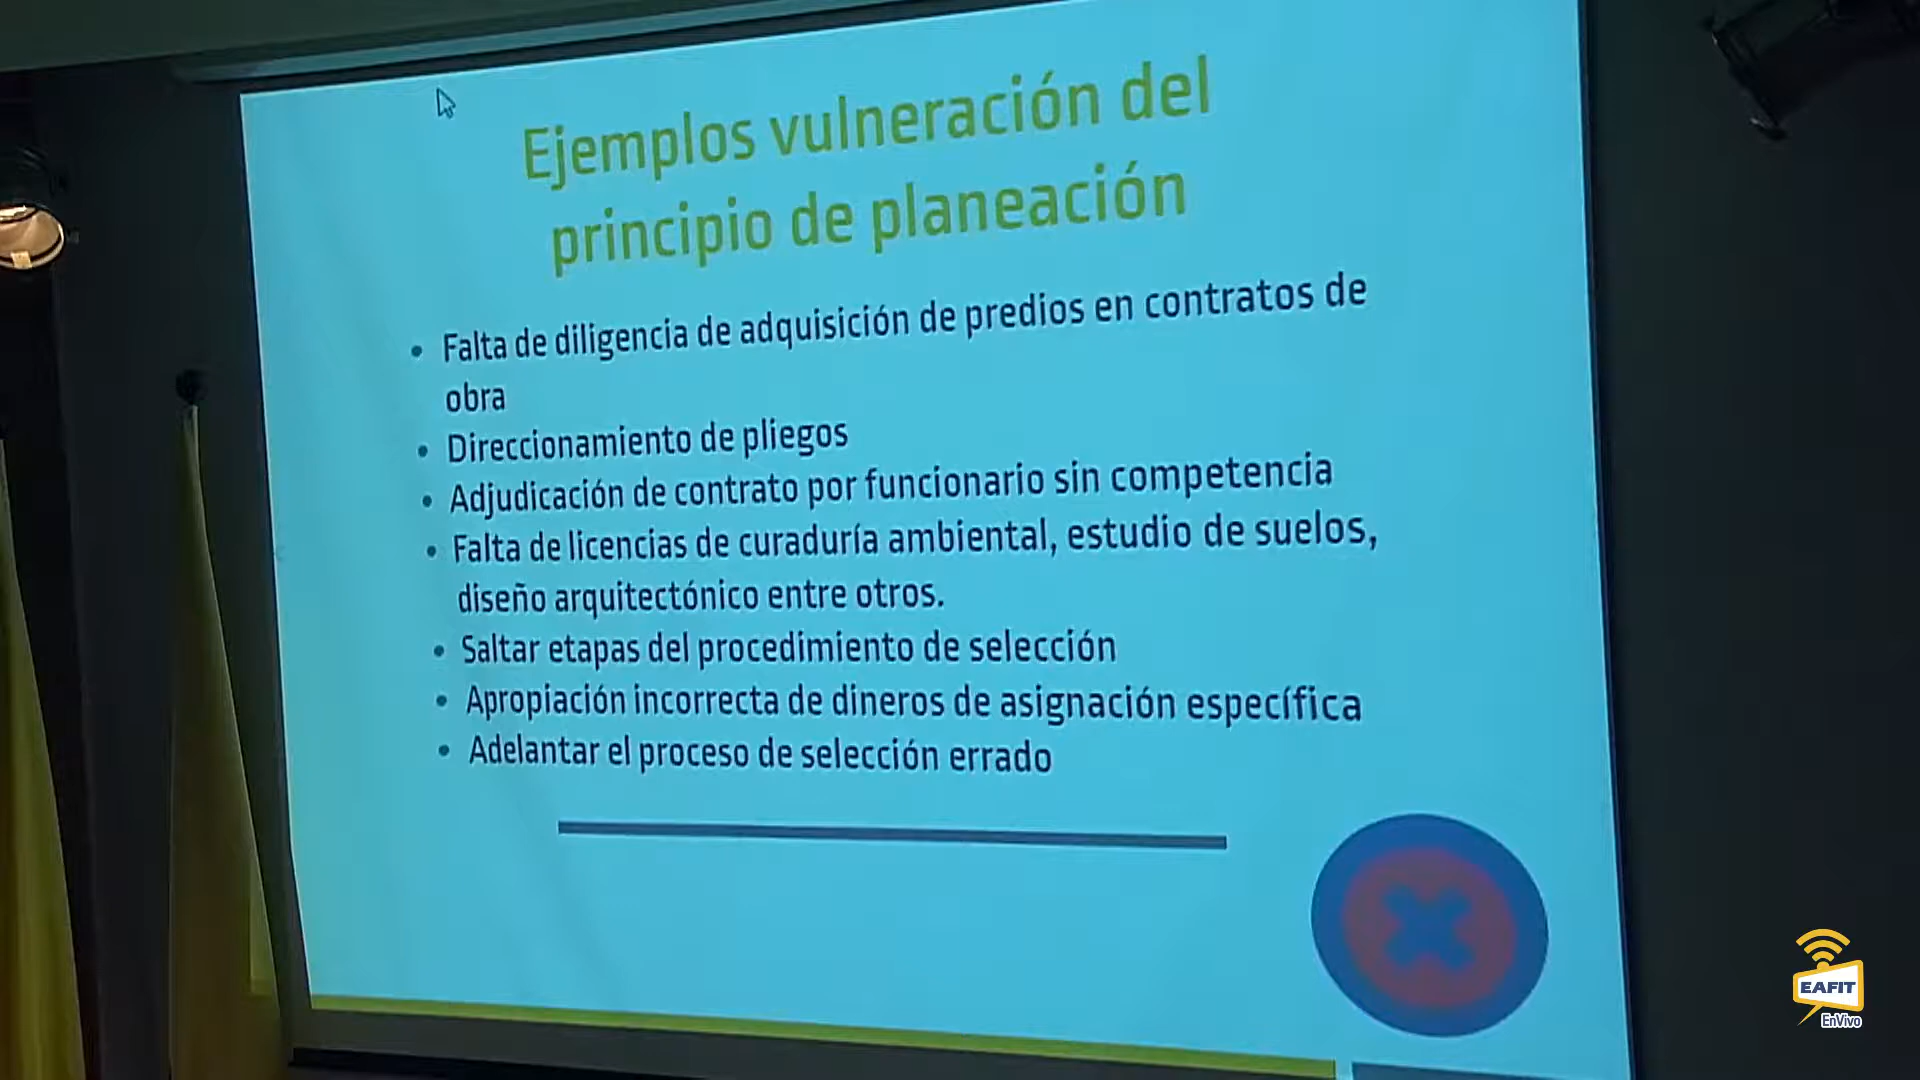 Ejemplos vulneración del
principio de planeación
• Falta de diligencia de adquisición de predios en contratos de
obra
• Direccionamiento de pliegos
• Adjudicación de contrato por funcionario sin competencia
• Falta de licencias de curaduría ambiental, estudio de suelos,
diseño arquitectónico entre otros.
• Saltar etapas del procedimiento de selección
• Apropiación incorrecta de dineros de asignación específica
• Adelantar el proceso de selección errado
EAFIT
EnVivo